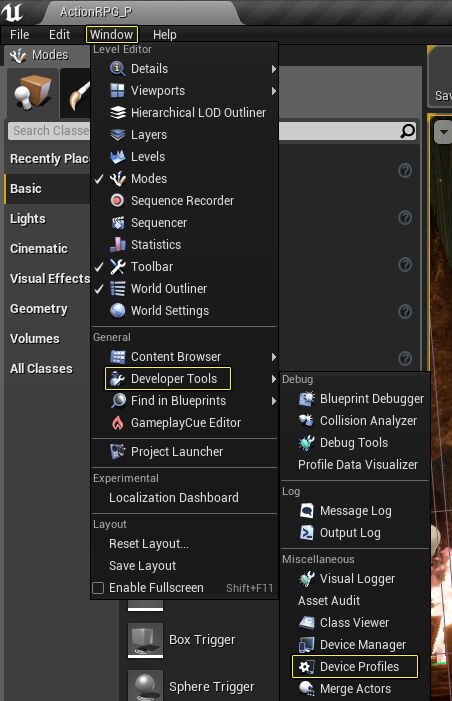 ActionRPG_P
File Edit Window Help
Modes
Level Editor
Details
Viewports
Hierarchical LOD Outliner
Layers
Levels
Modes
Sequence Recorder
Sequencer
Statistics
Toolbar
World Outliner
World Settings
General
Content Browser
Developer Tools
Find in Blueprints
GameplayCue Editor
Project Launcher
Experimental
Localization Dashboard
Layout
Reset Layout...
Save Layout
Enable Fullscreen Shift+F11
Search Classe
Recently Place
Basic
Lights
Cinematic
Visual Effects
Geometry
Volumes
All Classes
Box Trigger
Sphere Trigger
Sav
Debug
Blueprint Debugger
Collision Analyzer
Debug Tools
Profile Data Visualizer
Log
Message Log
Output Log
Miscellaneous
Visual Logger
Asset Audit
Class Viewer
Device Manager
Device Profiles
Merge Actors